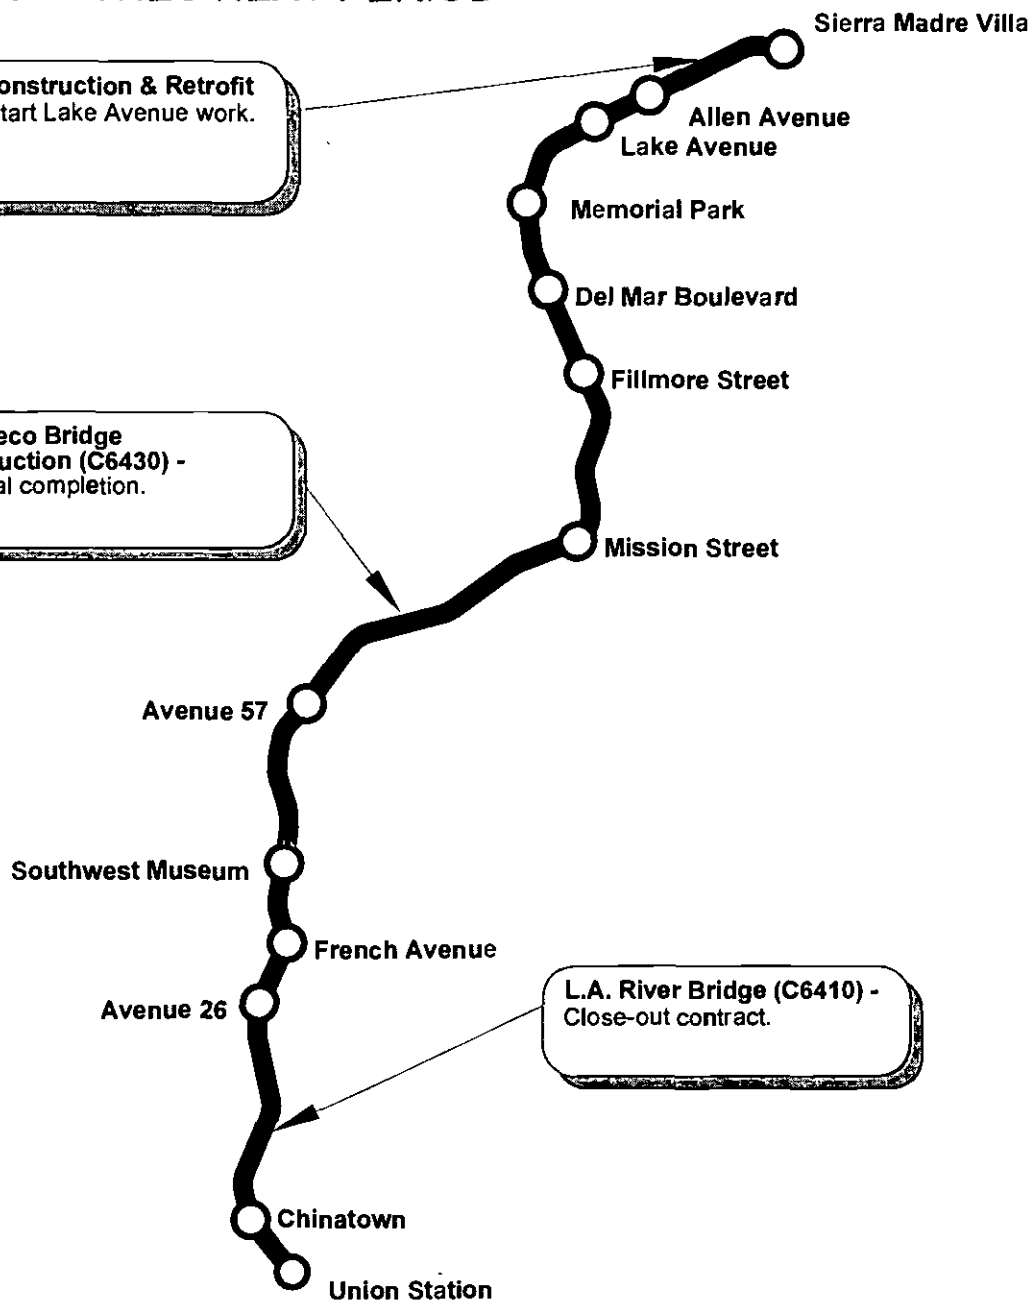 Sierra Madre Villa
onstruction & Retrofit
tart Lake Avenue work.
Allen Avenue
Lake Avenue
Memorial Park
Del Mar Boulevard
Fillmore Street
eco Bridge
uction (C6430) -
al completion.
Mission Street
Avenue 57
Southwest Museum
French Avenue
Avenue 26
L.A. River Bridge (C6410) -
Close-out contract.
Chinatown
Union Station